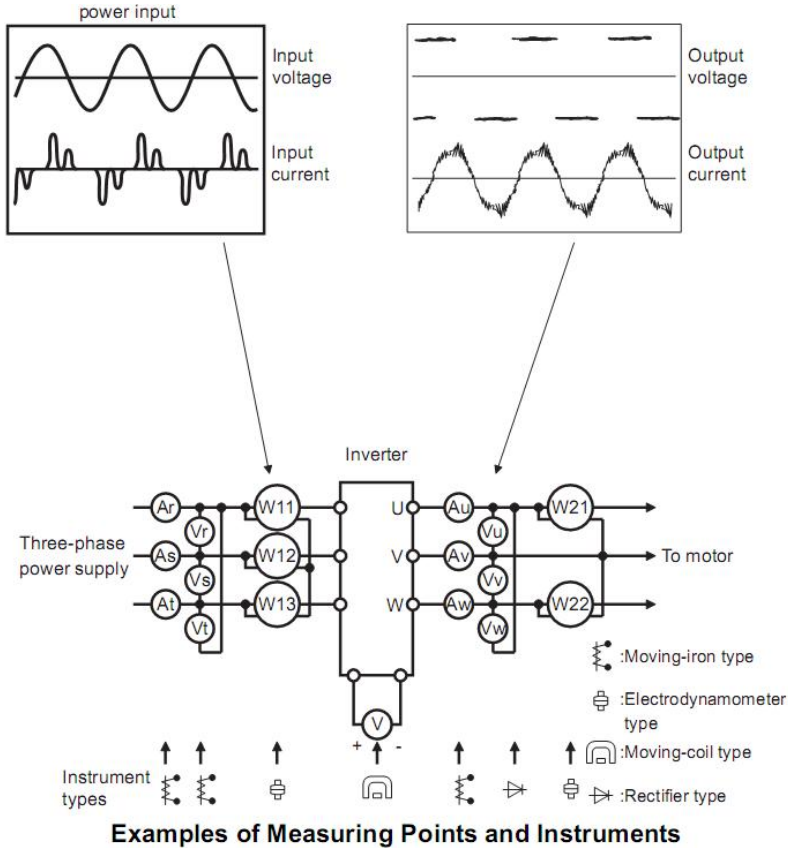 power input
Input
voltage
Input
current
Output
voltage
Output
current
Inverter
Three-phase
power supply
Ar
As
At
Vr
Vs
Vt
W11
W12
W13
U
V
W
Au
Av
Aw
Vu
Vv
Vw
W21
W22
To motor
V
+ -
:Moving-iron type
:Electrodynamometer
type
:Moving-coil type
:Rectifier type
Instrument
types
Examples of Measuring Points and Instruments